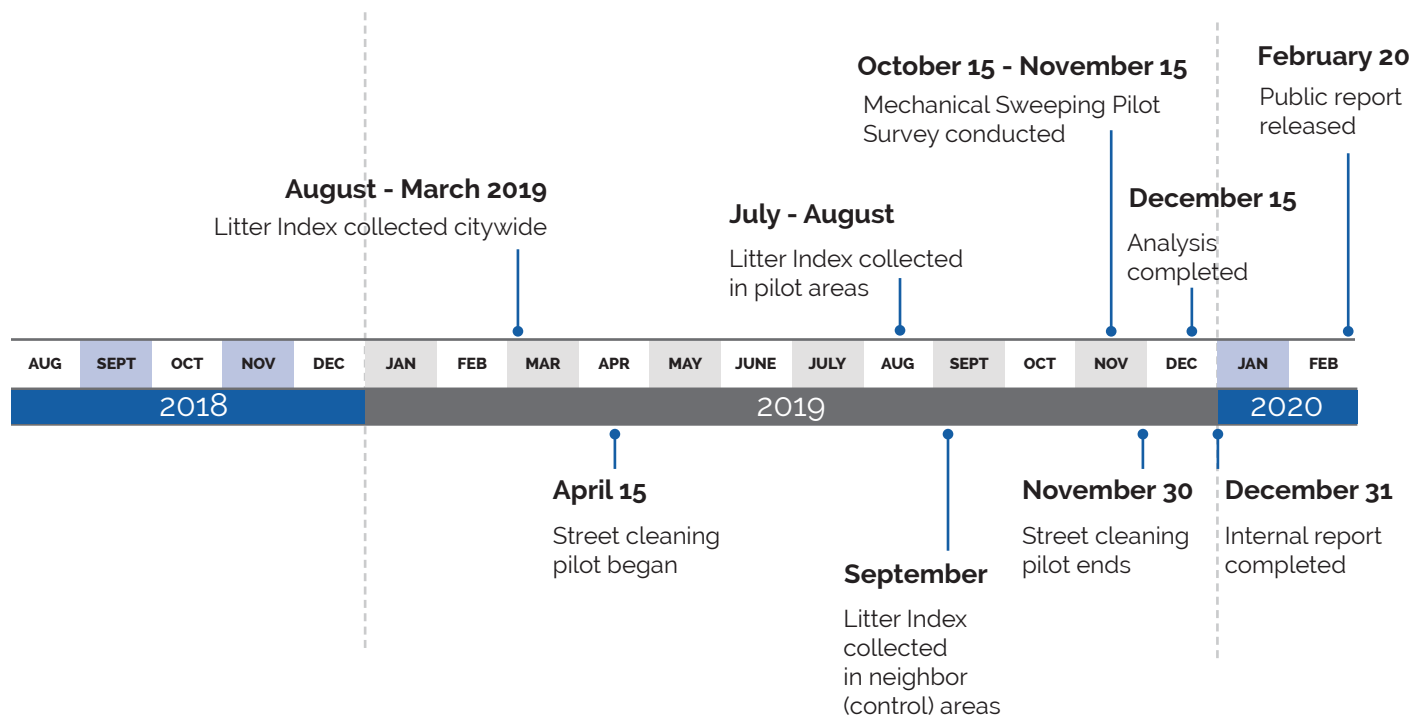 October 15 - November 15
Mechanical Sweeping Pilot
Survey conducted
February 20
Public report
released
August - March 2019
Litter Index collected citywide
July - August
Litter Index collected
in pilot areas
December 15
Analysis
completed
AUG SEPT OCT NOV DEC JAN FEB MAR APR MAY JUNE JULY AUG SEPT OCT NOV DEC JAN FEB
2018 2019 2020
April 15
Street cleaning
pilot began
September
Litter Index
collected
in neighbor
(control) areas
November 30
Street cleaning
pilot ends
December 31
Internal report
completed